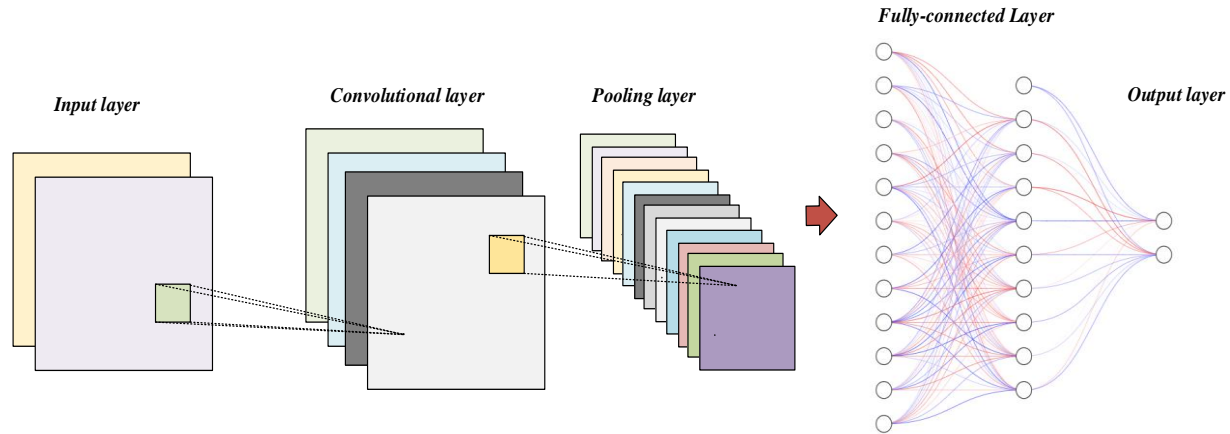 Fully-connected Layer
Input layer
Convolutional layer
Pooling layer
Output layer